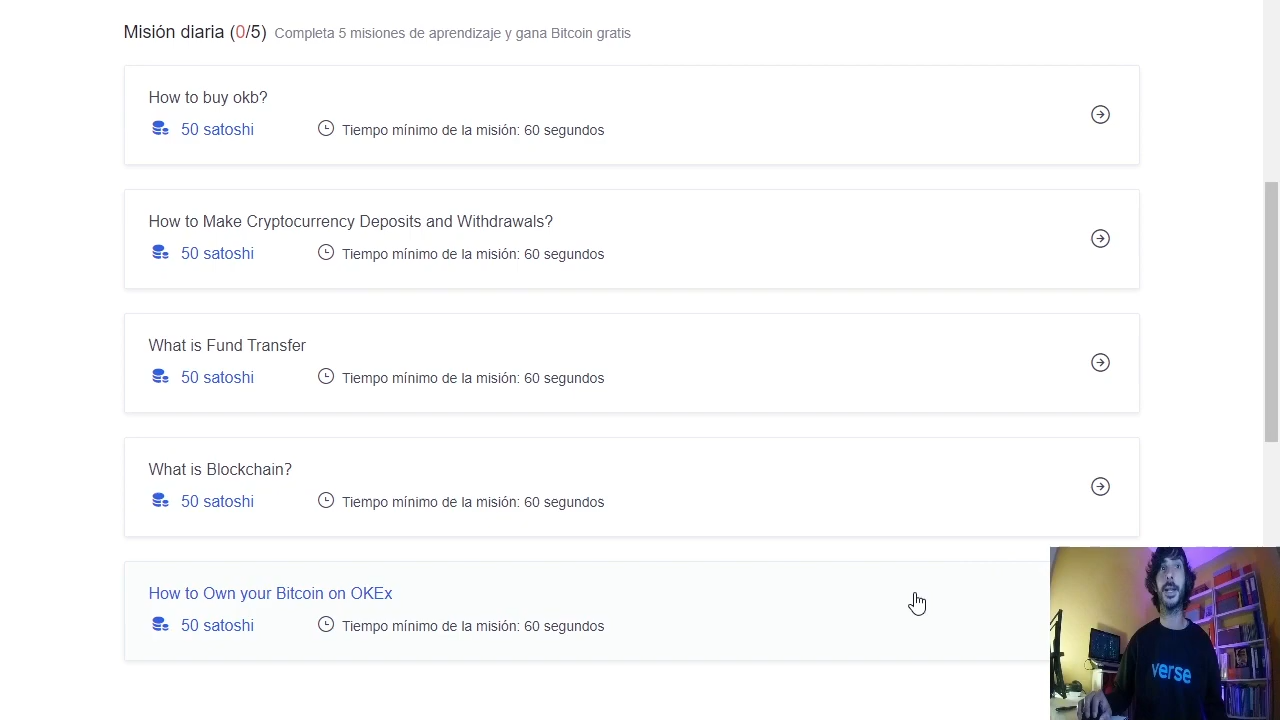 Misión diaria (0/5) Completa 5 misiones de aprendizaje y gana Bitcoin gratis
How to buy okb?
50 satoshi Tiempo mínimo de la misión: 60 segundos
How to Make Cryptocurrency Deposits and Withdrawals?
50 satoshi Tiempo mínimo de la misión: 60 segundos
What is Fund Transfer
50 satoshi Tiempo mínimo de la misión: 60 segundos
What is Blockchain?
50 satoshi Tiempo mínimo de la misión: 60 segundos
How to Own your Bitcoin on OKEx
50 satoshi Tiempo mínimo de la misión: 60 segundos
verse